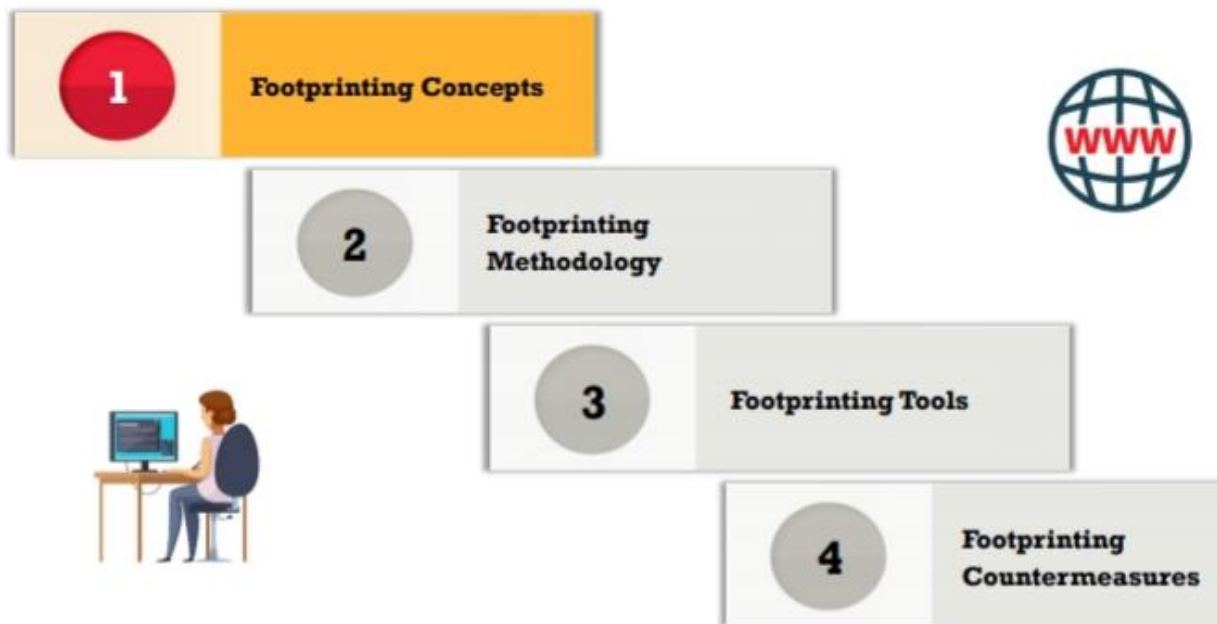 1
Footprinting Concepts
WWW
2
Footprinting
Methodology
3
Footprinting Tools
4
Footprinting
Countermeasures